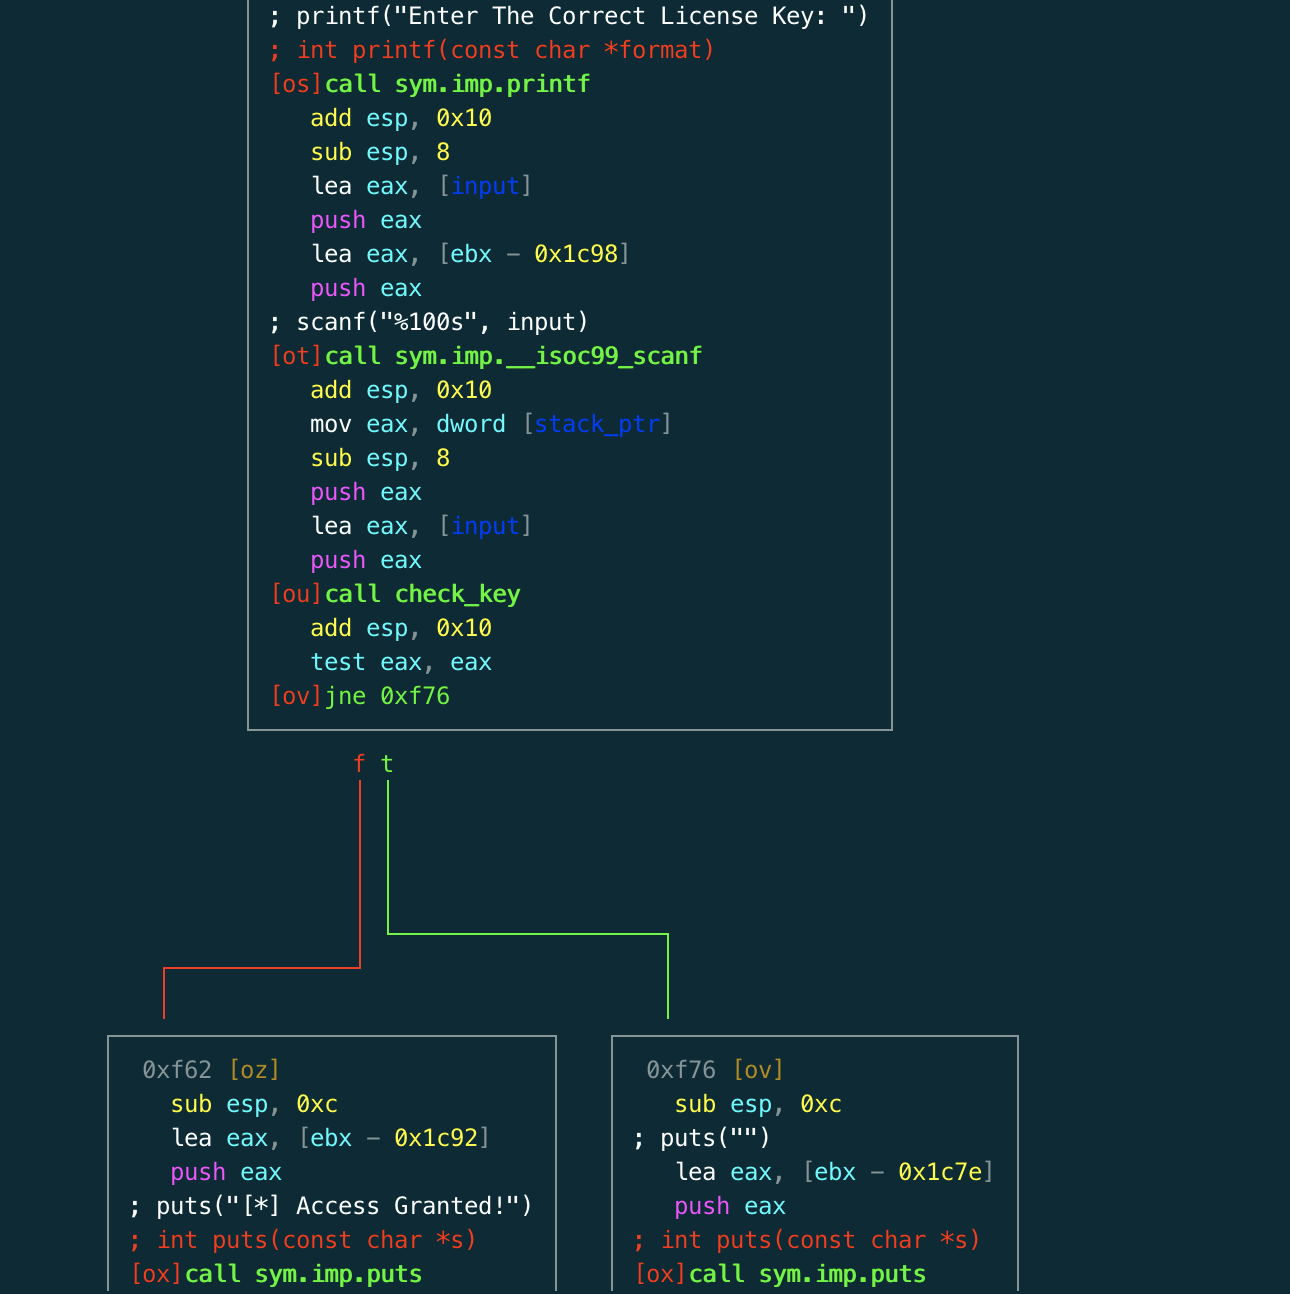 ; printf("Enter The Correct License Key: ")
; int printf(const char *format)
[os]call sym.imp.printf
add esp, 0x10
sub esp, 8
lea eax, [input]
push eax
lea eax, [ebx - 0x1c98]
push eax
; scanf("%100s", input)
[ot]call sym.imp.__isoc99_scanf
add esp, 0x10
mov eax, dword [stack_ptr]
sub esp, 8
push eax
lea eax, [input]
push eax
[ou]call check_key
add esp, 0x10
test eax, eax
[ov]jne 0xf76
f t
0xf62 [oz]
sub esp, 0xc
lea eax, [ebx - 0x1c92]
push eax
; puts("[*] Access Granted!")
; int puts(const char *s)
[ox]call sym.imp.puts
0xf76 [ov]
sub esp, 0xc
; puts("")
lea eax, [ebx - 0x1c7e]
push eax
; int puts(const char *s)
[ox]call sym.imp.puts